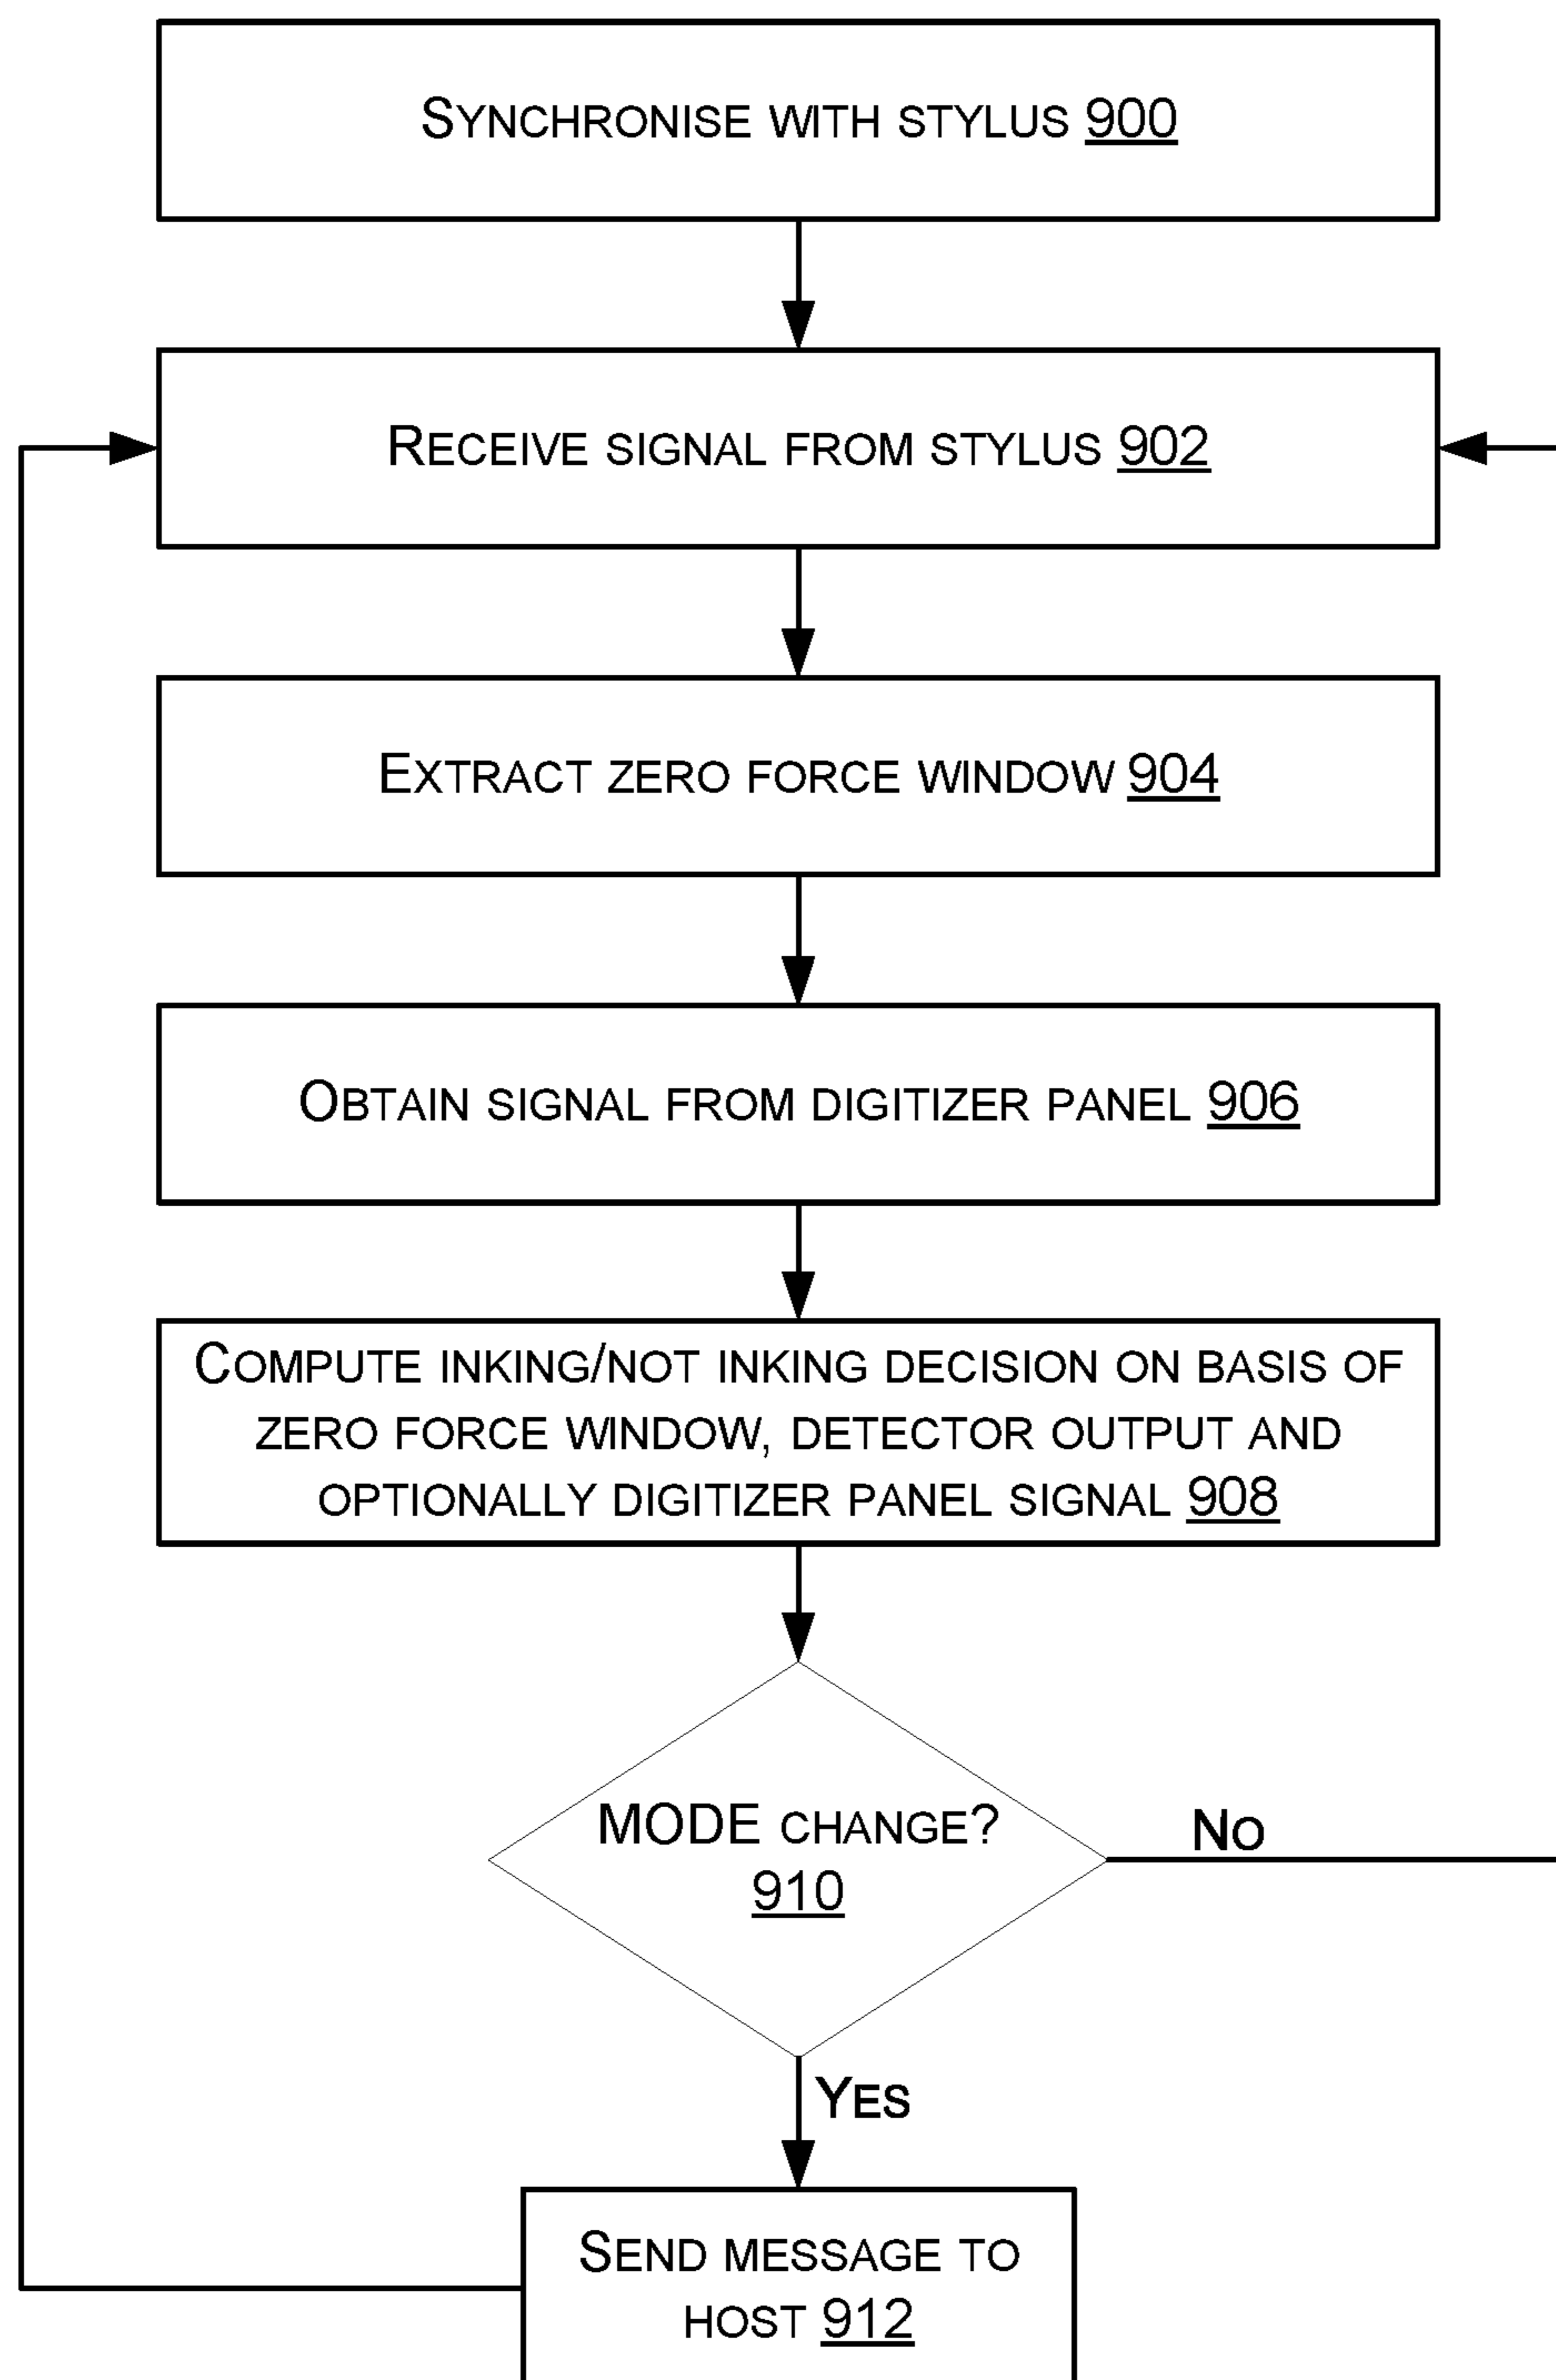 SYNCHRONISE WITH STYLUS 900
RECEIVE SIGNAL FROM STYLUS 902
EXTRACT ZERO FORCE WINDOW 904
OBTAIN SIGNAL FROM DIGITIZER PANEL 906
COMPUTE INKING/NOT INKING DECISION ON BASIS OF
ZERO FORCE WINDOW, DETECTOR OUTPUT AND
OPTIONALLY DIGITIZER PANEL SIGNAL 908
MODE CHANGE?
910
NO
YES
SEND MESSAGE TO
HOST 912